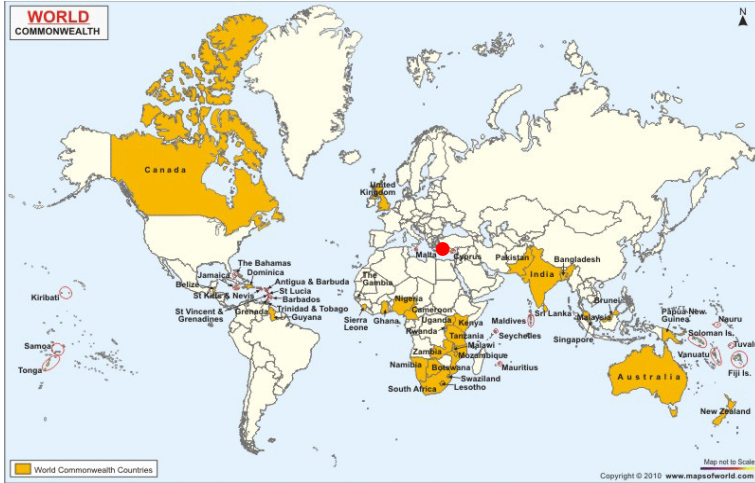 WORLD
COMMONWEALTH
N
Canada
United
Kingdom
Malta
Cyprus
Pakistan
Bangladesh
India
The Bahamas
Jamaica
Dominica
Belize
Antigua & Barbuda
St Kitts & Nevis
St Lucia
Barbados
St Vincent &
Grenadines
Grenada
Trinidad & Tobago
Guyana
The
Gambia
Sierra
Leone
Ghana
Nigeria
Cameroon
Uganda
Kenya
Rwanda
Tanzania
Malawi
Zambia
Mozambique
Namibia
Botswana
Swaziland
South Africa
Lesotho
Maldives
Sri Lanka
Seychelles
Mauritius
Brunei
Malaysia
Singapore
Papua New
Guinea
Nauru
Soloman Is.
Tuvalu
Vanuatu
Fiji Is.
Australia
New Zealand
Kiribati
Samoa
Tonga
World Commonwealth Countries
Map not to Scale
Copyright © 2010 www.mapsofworld.com